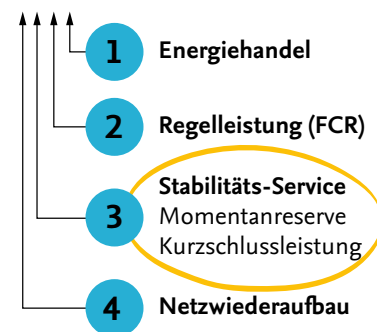 1 Energiehandel
2 Regelleistung (FCR)
3 Stabilitäts-Service
Momentanreserve
Kurzschlussleistung
4 Netzwiederaufbau